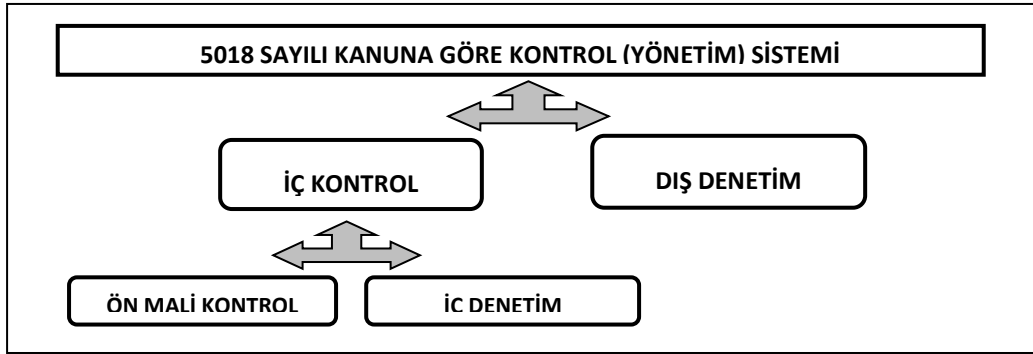 5018 SAYILI KANUNA GÖRE KONTROL (YÖNETİM) SİSTEMİ
İÇ KONTROL
DIŞ DENETİM
ÖN MALİ KONTROL
İÇ DENETİM